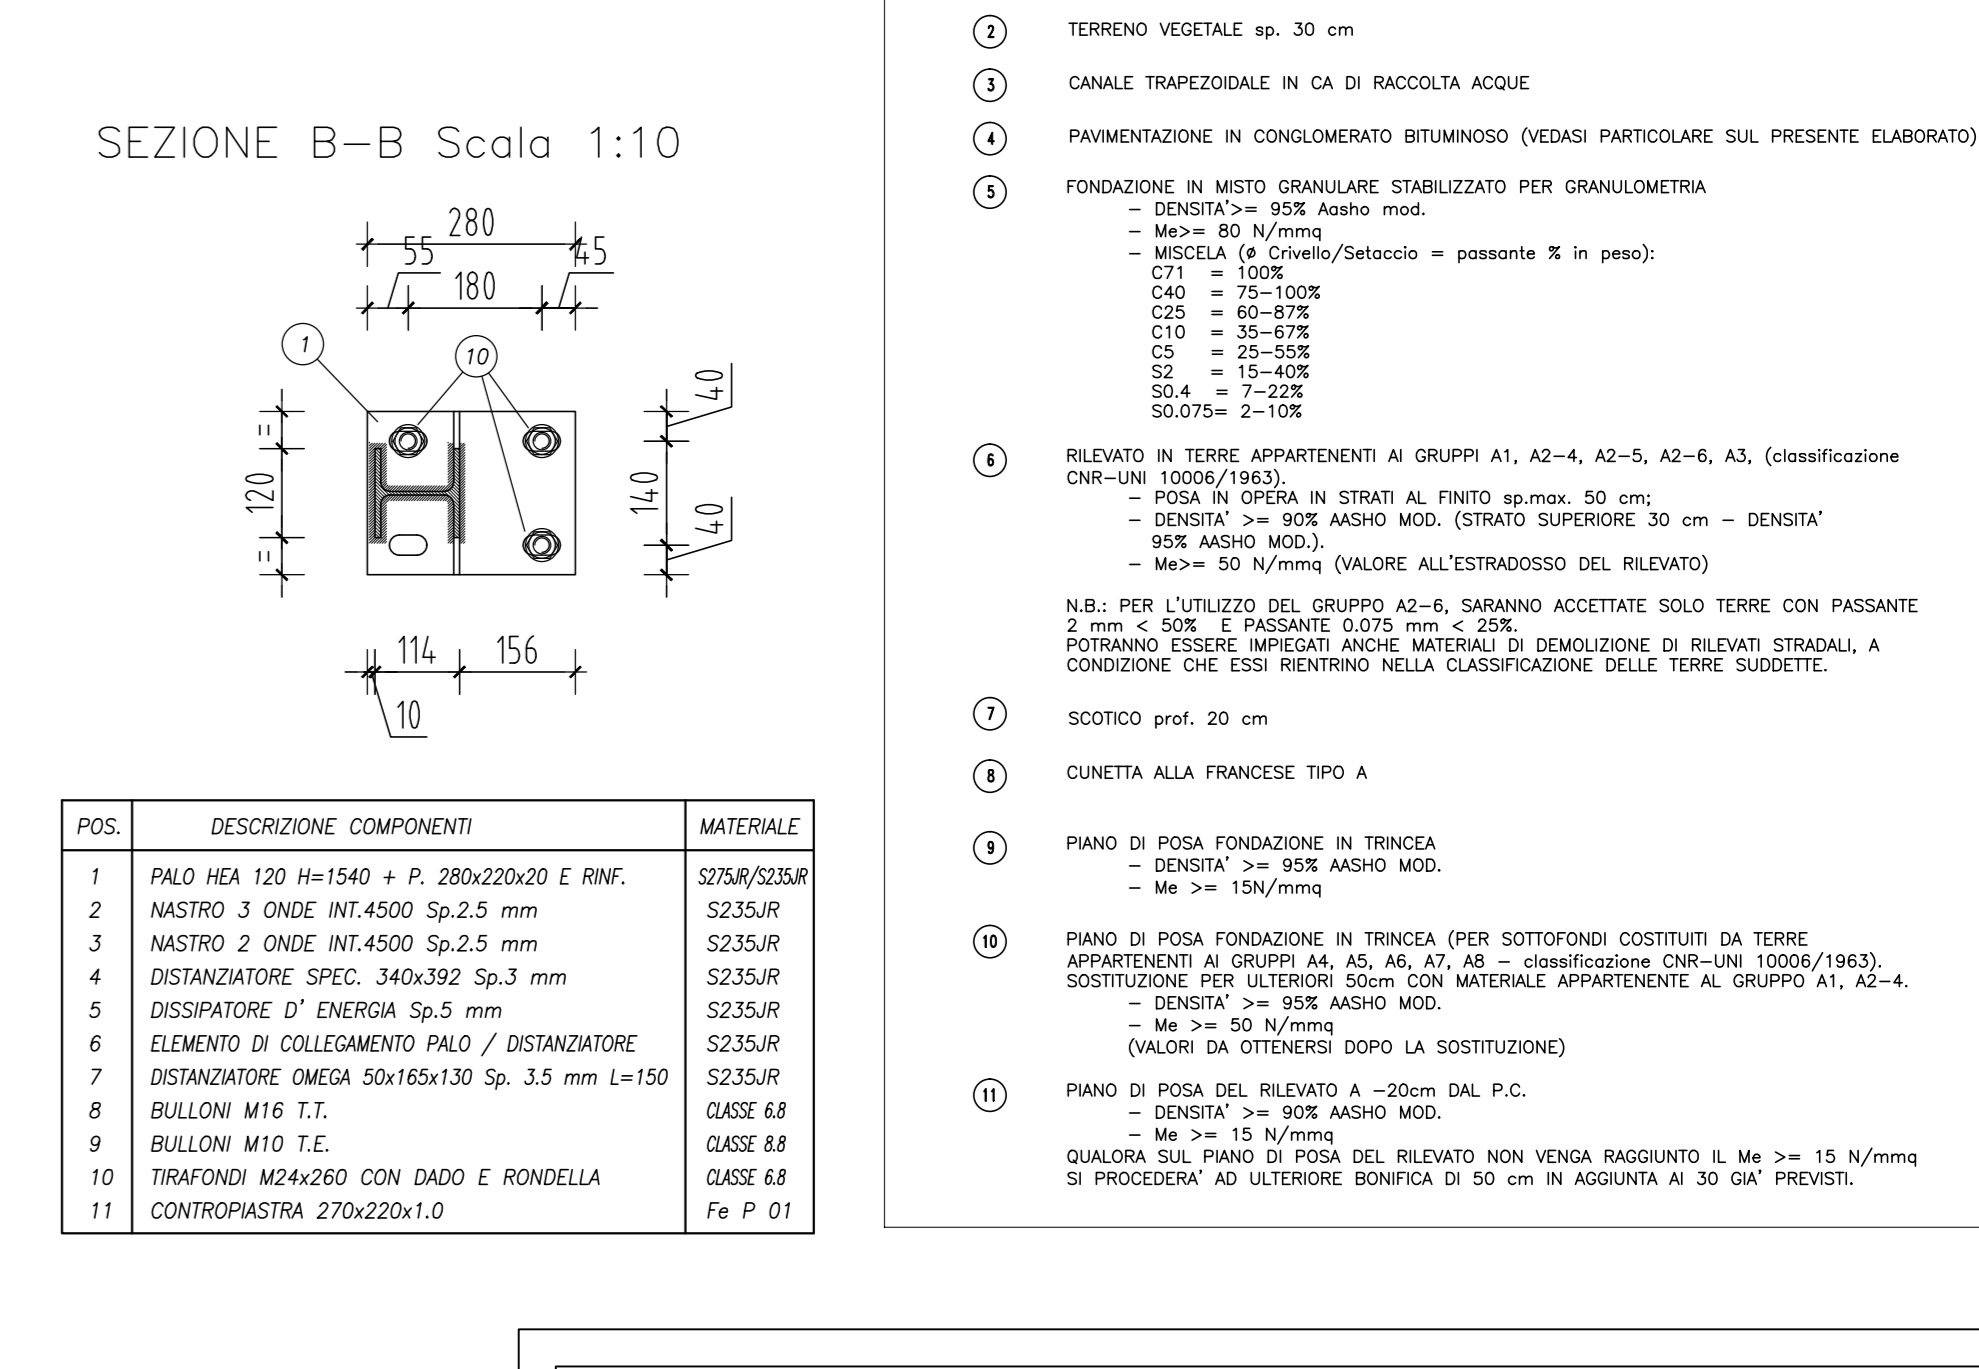 SEZIONE B–B Scala 1:10
280
55
45
180
1
10
40
=
120
=
140
40
114
156
10
POS. DESCRIZIONE COMPONENTI MATERIALE
1 PALO HEA 120 H=1540 + P. 280x220x20 E RINF. S275JR/S235JR
2 NASTRO 3 ONDE INT.4500 Sp.2.5 mm S235JR
3 NASTRO 2 ONDE INT.4500 Sp.2.5 mm S235JR
4 DISTANZIATORE SPEC. 340x392 Sp.3 mm S235JR
5 DISSIPATORE D' ENERGIA Sp.5 mm S235JR
6 ELEMENTO DI COLLEGAMENTO PALO / DISTANZIATORE S235JR
7 DISTANZIATORE OMEGA 50x165x130 Sp. 3.5 mm L=150 S235JR
8 BULLONI M16 T.T. CLASSE 6.8
9 BULLONI M10 T.E. CLASSE 8.8
10 TIRAFONDI M24x260 CON DADO E RONDELLA CLASSE 6.8
11 CONTROPIASTRA 270x220x1.0 Fe P 01
2 TERRENO VEGETALE sp. 30 cm
3 CANALE TRAPEZOIDALE IN CA DI RACCOLTA ACQUE
4 PAVIMENTAZIONE IN CONGLOMERATO BITUMINOSO (VEDASI PARTICOLARE SUL PRESENTE ELABORATO)
5 FONDAZIONE IN MISTO GRANULARE STABILIZZATO PER GRANULOMETRIA
– DENSITA'>= 95% Aasho mod.
– Me>= 80 N/mmq
– MISCELA (ø Crivello/Setaccio = passante % in peso):
C71 = 100%
C40 = 75–100%
C25 = 60–87%
C10 = 35–67%
C5 = 25–55%
S2 = 15–40%
S0.4 = 7–22%
S0.075= 2–10%
6 RILEVATO IN TERRE APPARTENENTI AI GRUPPI A1, A2–4, A2–5, A2–6, A3, (classificazione
CNR–UNI 10006/1963).
– POSA IN OPERA IN STRATI AL FINITO sp.max. 50 cm;
– DENSITA' >= 90% AASHO MOD. (STRATO SUPERIORE 30 cm – DENSITA'
95% AASHO MOD.).
– Me>= 50 N/mmq (VALORE ALL'ESTRADOSSO DEL RILEVATO)
N.B.: PER L'UTILIZZO DEL GRUPPO A2–6, SARANNO ACCETTATE SOLO TERRE CON PASSANTE
2 mm < 50% E PASSANTE 0.075 mm < 25%.
POTRANNO ESSERE IMPIEGATI ANCHE MATERIALI DI DEMOLIZIONE DI RILEVATI STRADALI, A
CONDIZIONE CHE ESSI RIENTRINO NELLA CLASSIFICAZIONE DELLE TERRE SUDDETTE.
7 SCOTICO prof. 20 cm
8 CUNETTA ALLA FRANCESE TIPO A
9 PIANO DI POSA FONDAZIONE IN TRINCEA
– DENSITA' >= 95% AASHO MOD.
– Me >= 15N/mmq
10 PIANO DI POSA FONDAZIONE IN TRINCEA (PER SOTTOFONDI COSTITUITI DA TERRE
APPARTENENTI AI GRUPPI A4, A5, A6, A7, A8 – classificazione CNR–UNI 10006/1963).
SOSTITUZIONE PER ULTERIORI 50cm CON MATERIALE APPARTENENTE AL GRUPPO A1, A2–4.
– DENSITA' >= 95% AASHO MOD.
– Me >= 50 N/mmq
(VALORI DA OTTENERSI DOPO LA SOSTITUZIONE)
11 PIANO DI POSA DEL RILEVATO A –20cm DAL P.C.
– DENSITA' >= 90% AASHO MOD.
– Me >= 15 N/mmq
QUALORA SUL PIANO DI POSA DEL RILEVATO NON VENGA RAGGIUNTO IL Me >= 15 N/mmq
SI PROCEDERA' AD ULTERIORE BONIFICA DI 50 cm IN AGGIUNTA AI 30 GIA' PREVISTI.